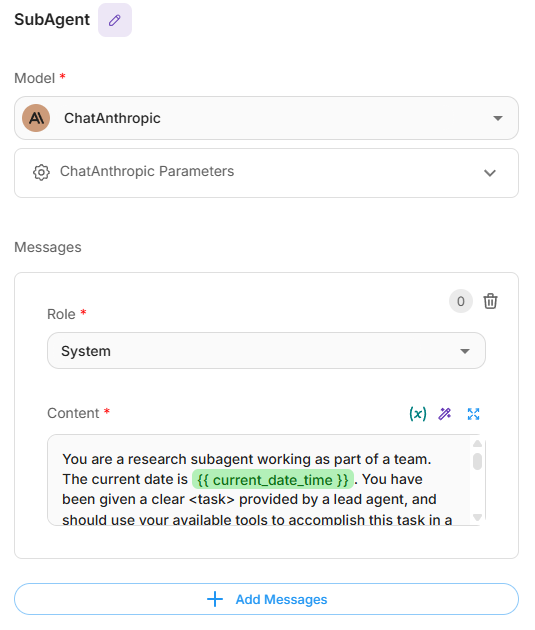 SubAgent
Model *
ChatAnthropic
ChatAnthropic Parameters
Messages
0
Role *
System
Content *
(x)
You are a research subagent working as part of a team.
The current date is {{ current_date_time }}. You have
been given a clear <task> provided by a lead agent, and
should use your available tools to accomplish this task in a
Add Messages